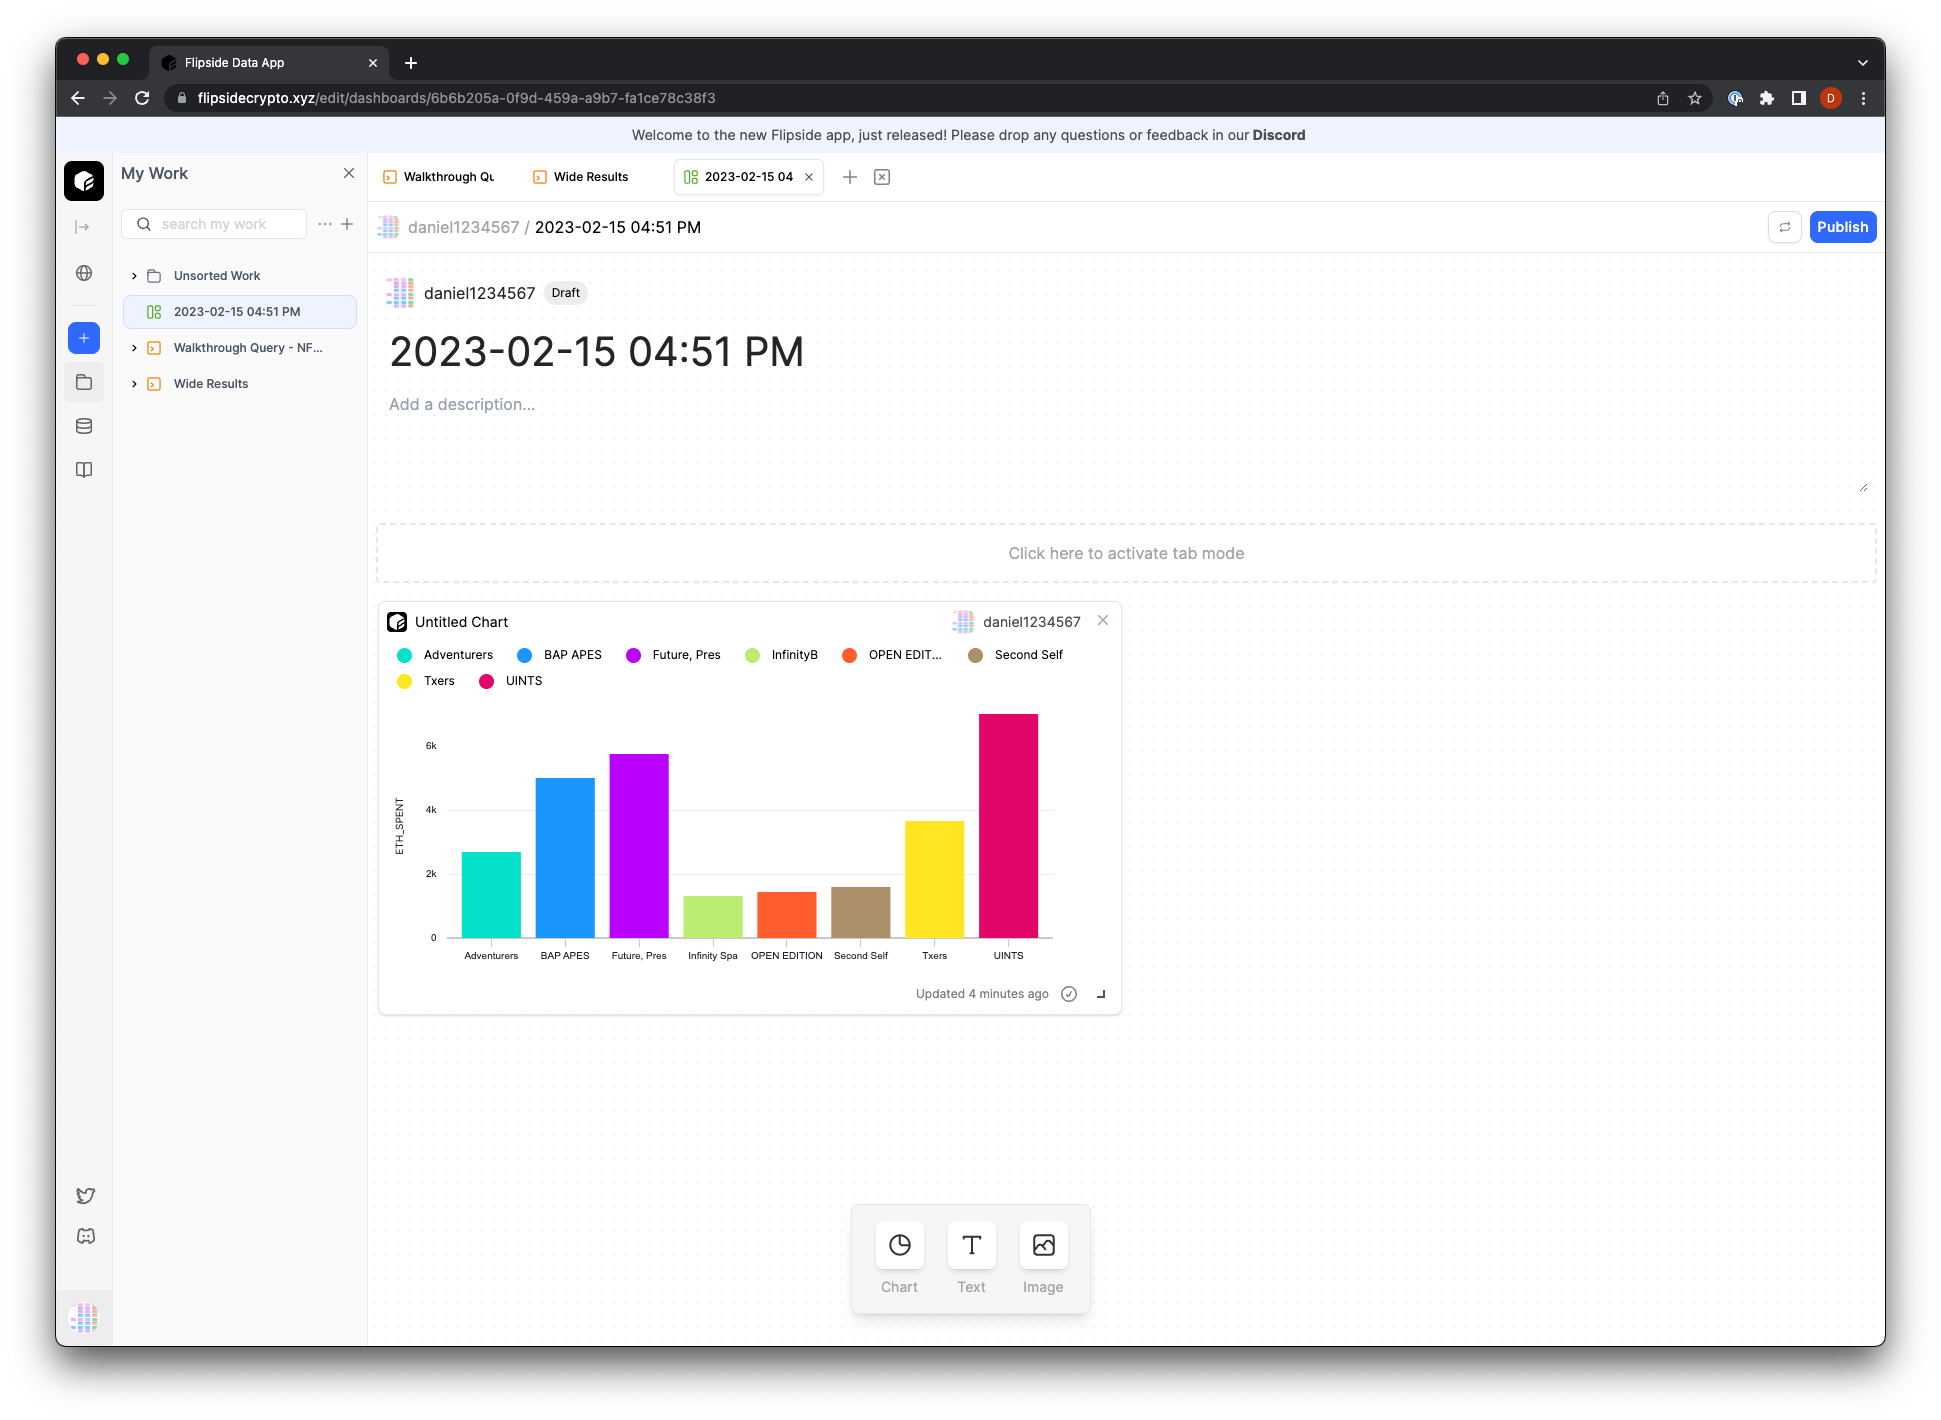 Flipside Data App
flipsidecrypto.xyz/edit/dashboards/6b6b205a-0f9d-459a-a9b7-fa1ce78c38f3
D
Welcome to the new Flipside app, just released! Please drop any questions or feedback in our Discord
My Work
search my work
Unsorted Work
2023-02-15 04:51 PM
Walkthrough Query - NF...
Wide Results
Walkthrough Qu
Wide Results
2023-02-15 04
daniel1234567 / 2023-02-15 04:51 PM
Publish
daniel1234567 Draft
2023-02-15 04:51 PM
Add a description...
Click here to activate tab mode
Untitled Chart
daniel1234567
Adventurers BAP APES Future, Pres InfinityB OPEN EDIT... Second Self
Txers UINTS
6k
4k
2k
0
ETH_SPENT
Adventurers BAP APES Future, Pres Infinity Spa OPEN EDITION Second Self Txers UINTS
Updated 4 minutes ago
Chart Text Image